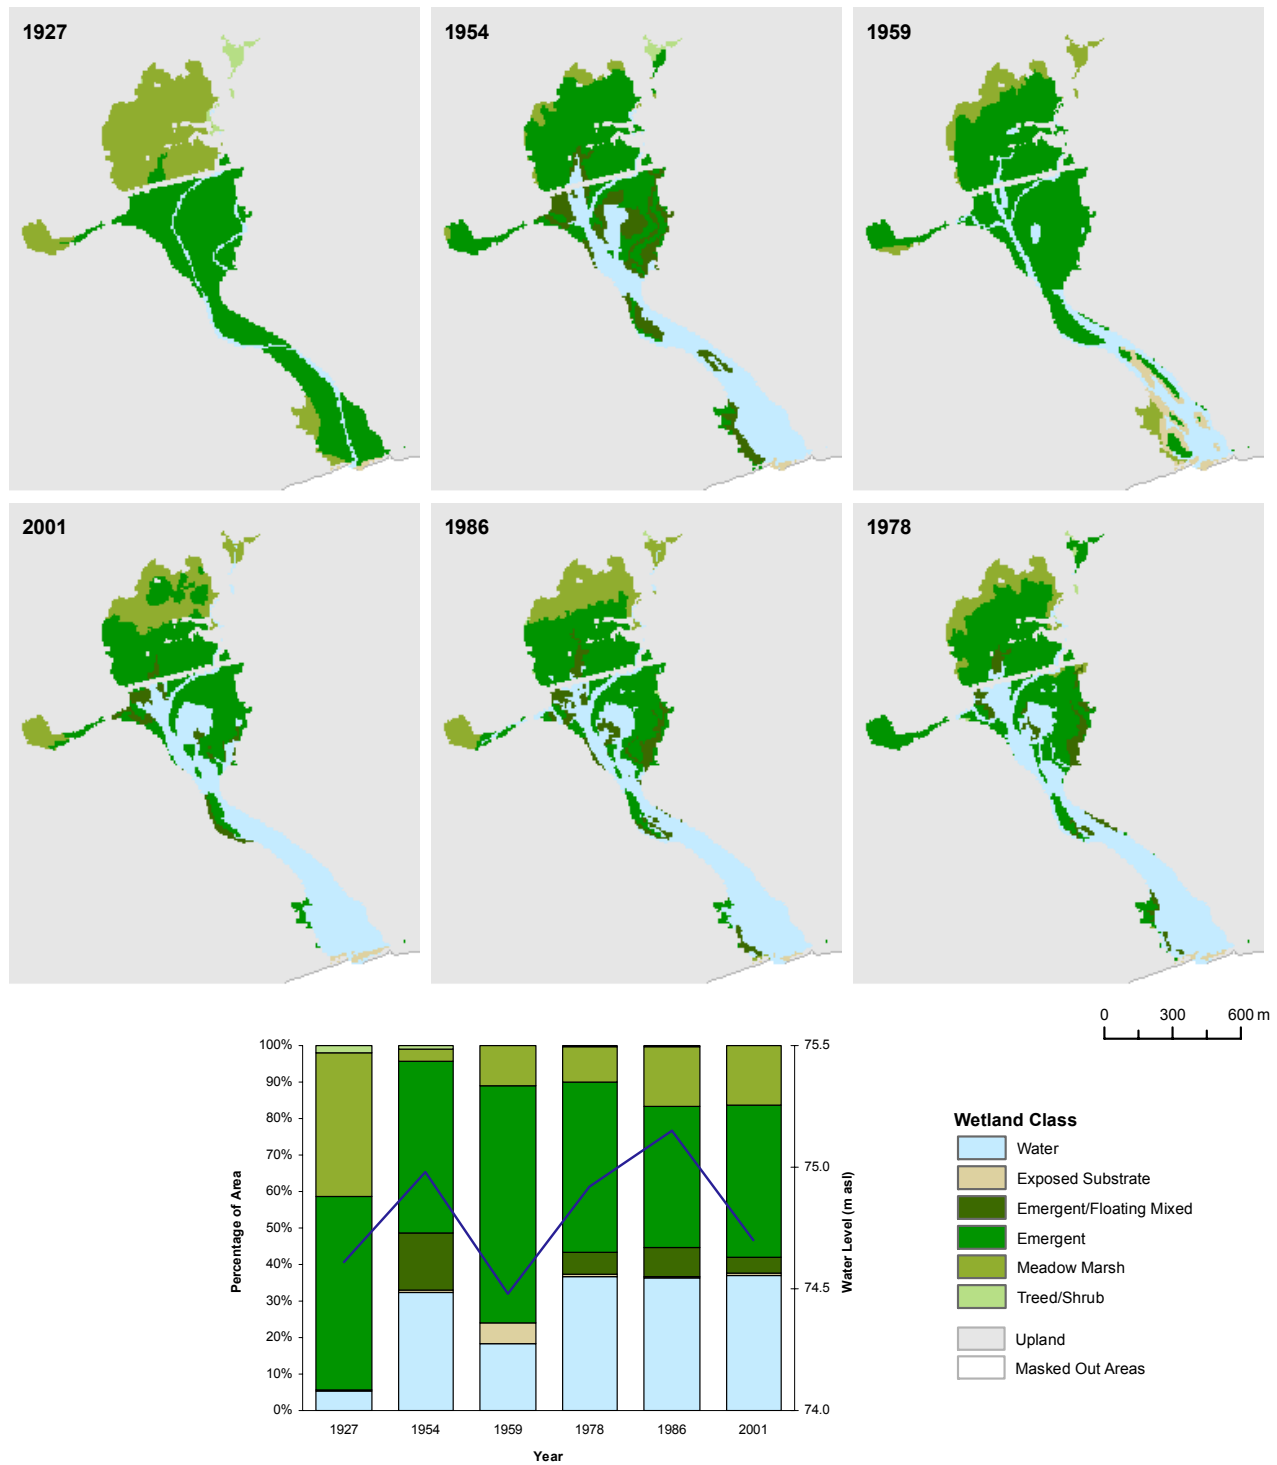 1927
1954
1959
2001
1986
1978
0 300 600 m
100%
90%
80%
70%
60%
50%
40%
30%
20%
10%
0%
Percentage of Area
75.5
75.0
74.5
74.0
Water Level (m asl)
1927 1954 1959 1978 1986 2001
Year
Wetland Class
Water
Exposed Substrate
Emergent/Floating Mixed
Emergent
Meadow Marsh
Treed/Shrub
Upland
Masked Out Areas